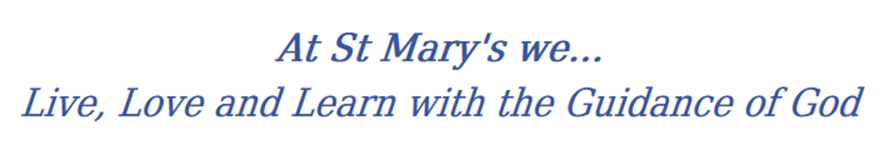 At St Mary's we...
Live, Love and Learn with the Guidance of God